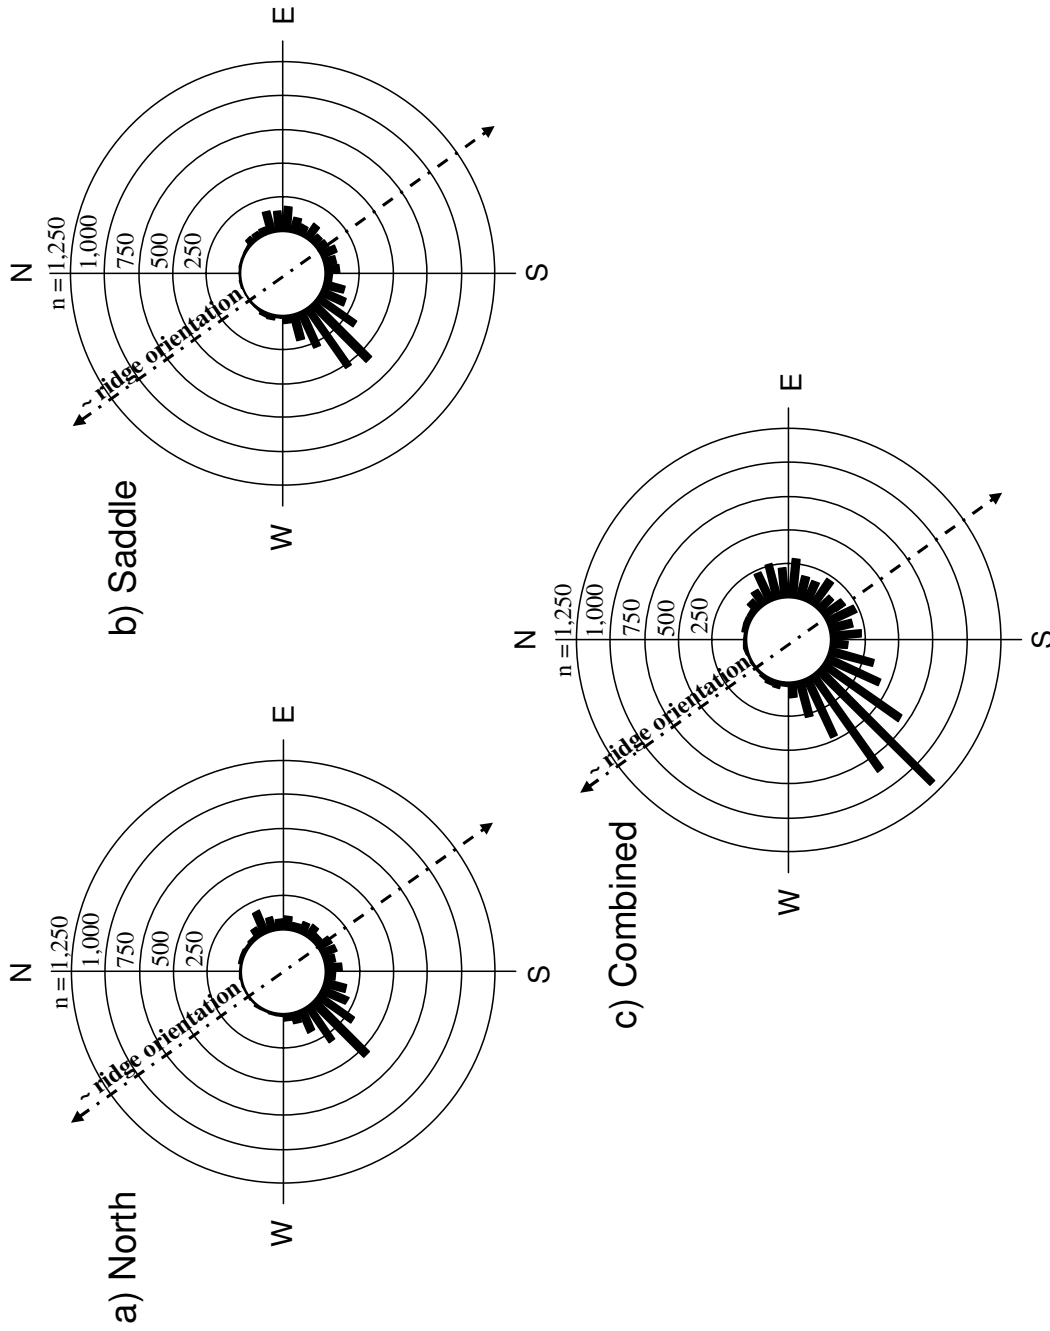 a) North
N
n = 1,250
1,000
750
500
250
~ ridge orientation
W
E
S
b) Saddle
N
n = 1,250
1,000
750
500
250
~ ridge orientation
W
E
S
c) Combined
N
n = 1,250
1,000
750
500
250
~ ridge orientation
W
E
S